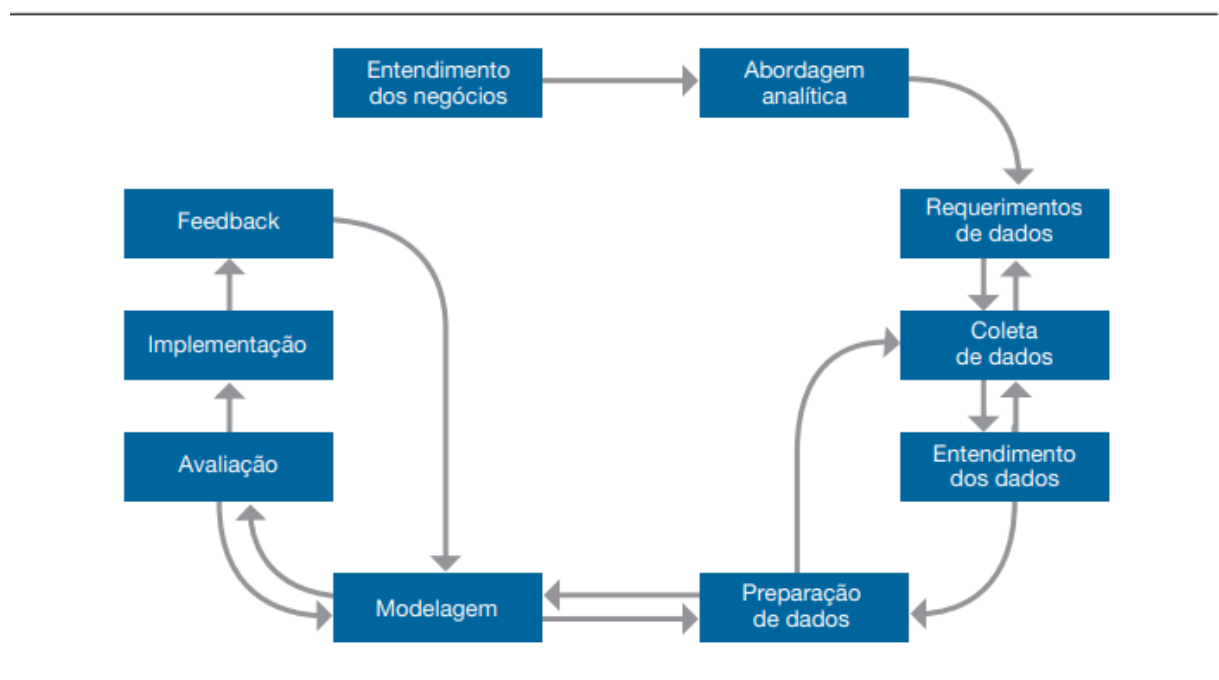 Entendimento
dos negócios
Abordagem
analítica
Requerimentos
de dados
Coleta
de dados
Entendimento
dos dados
Preparação
de dados
Modelagem
Avaliação
Implementação
Feedback